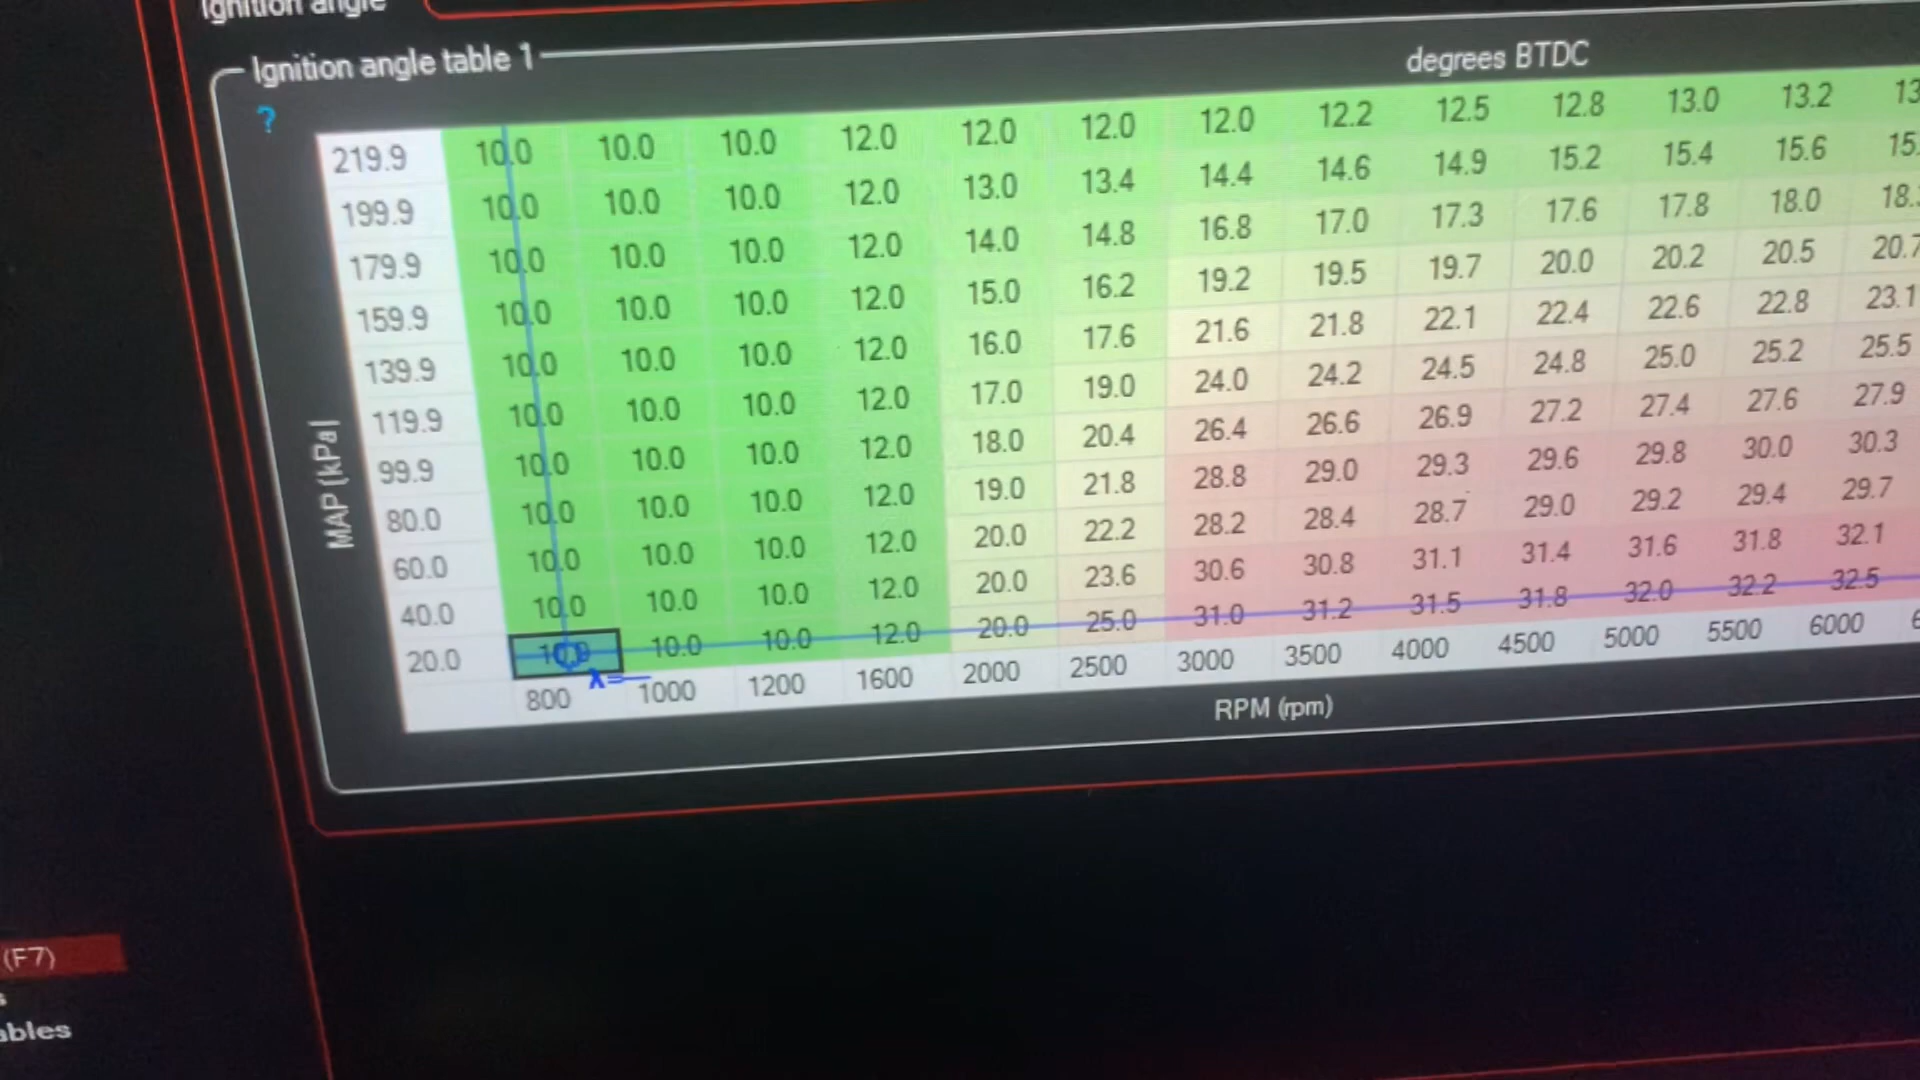 Ignition angle
Ignition angle table 1
degrees BTDC
?
219.9 10.0 10.0 10.0 12.0 12.0 12.0 12.0 12.2 12.5 12.8 13.0 13.2 13
199.9 10.0 10.0 10.0 12.0 13.0 13.4 14.4 14.6 14.9 15.2 15.4 15.6 15.
179.9 10.0 10.0 10.0 12.0 14.0 14.8 16.8 17.0 17.3 17.6 17.8 18.0 18.
159.9 10.0 10.0 10.0 12.0 15.0 16.2 19.2 19.5 19.7 20.0 20.2 20.5 20.7
139.9 10.0 10.0 10.0 12.0 16.0 17.6 21.6 21.8 22.1 22.4 22.6 22.8 23.1
119.9 10.0 10.0 10.0 12.0 17.0 19.0 24.0 24.2 24.5 24.8 25.0 25.2 25.5
99.9 10.0 10.0 10.0 12.0 18.0 20.4 26.4 26.6 26.9 27.2 27.4 27.6 27.9
80.0 10.0 10.0 10.0 12.0 19.0 21.8 28.8 29.0 29.3 29.6 29.8 30.0 30.3
60.0 10.0 10.0 10.0 12.0 20.0 22.2 28.2 28.4 28.7 29.0 29.2 29.4 29.7
40.0 10.0 10.0 10.0 12.0 20.0 23.6 30.6 30.8 31.1 31.4 31.6 31.8 32.1
20.0 10.0 10.0 10.0 12.0 20.0 25.0 31.0 31.2 31.5 31.8 32.0 32.2 32.5
MAP [kPa]
800 1000 1200 1600 2000 2500 3000 3500 4000 4500 5000 5500 6000
RPM (rpm)
(F7)
s
ables